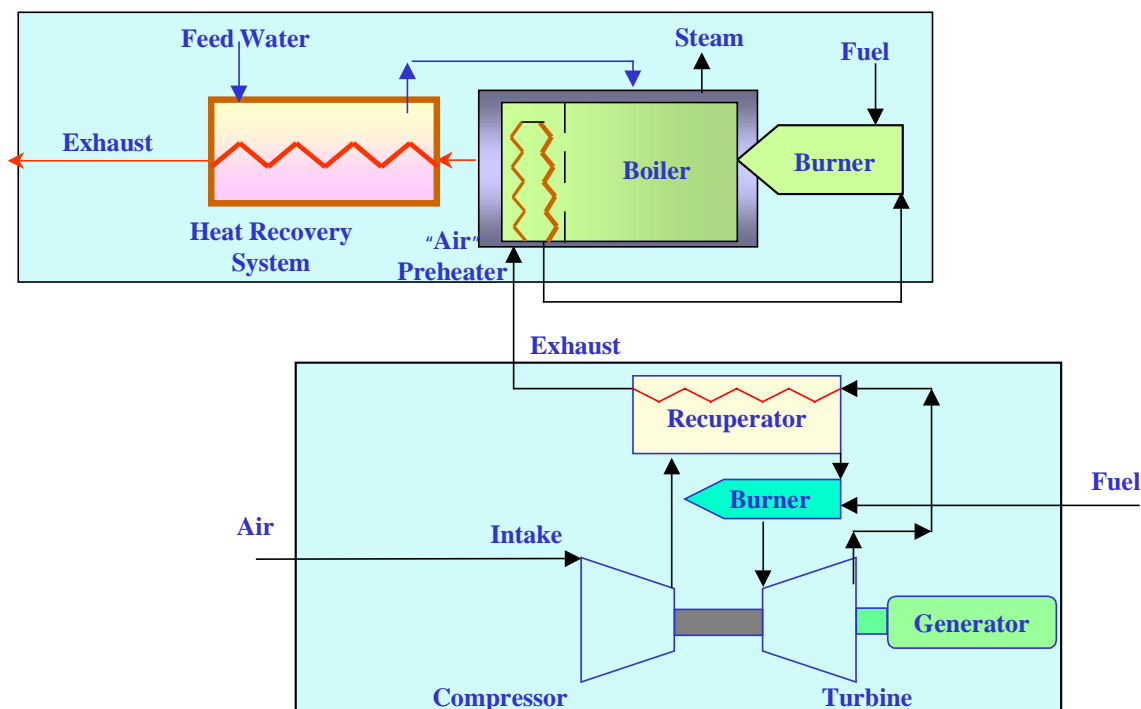 Feed Water
Steam
Fuel
Exhaust
Boiler
Burner
Heat Recovery
System
"Air"
Preheater
Exhaust
Recuperator
Burner
Fuel
Air
Intake
Generator
Compressor
Turbine